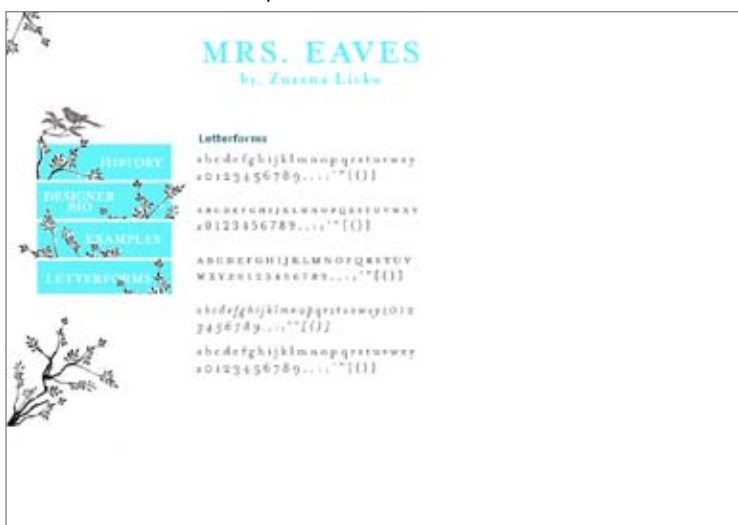 MRS. EAVES
by. Zuzana Licko
Letterforms
HISTORY
DESIGNER
BIO
EXAMPLES
LETTERFORMS
abcdefghijklmnopqrstuvwxy
z0123456789
ABCDEFGHIJKLMNOPQRSTUVWXY
z0123456789
ABCDEFGHIJKLMNOPQRSTUV
WXYZ0123456789
abcdefghijklmnopqrstuvwxyz012
3456789
abcdefghijklmnopqrstuvwxy
z0123456789